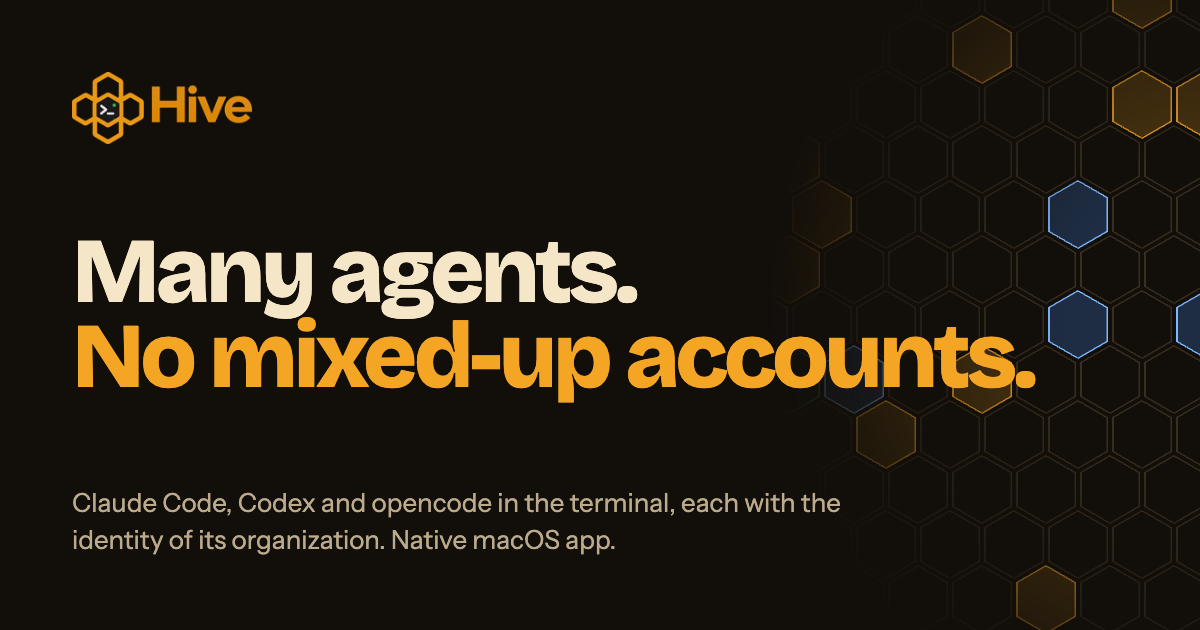 Hive
Many agents.
No mixed-up accounts.
Claude Code, Codex and opencode in the terminal, each with the
identity of its organization. Native macOS app.